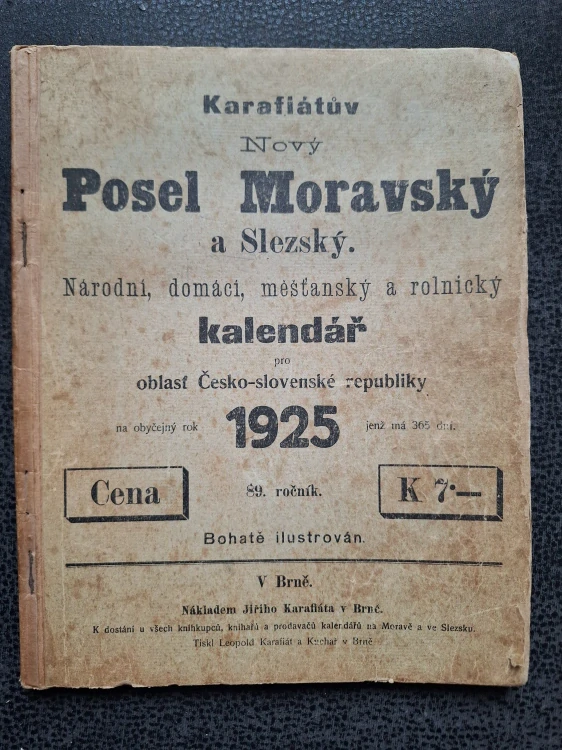 Karafiátův
Nový
Posel Moravský
a Slezský.
Národní, domácí, měšťanský a rolnický
kalendář
pro
oblasť Česko-slovenské republiky
na obyčejný rok 1925 jenž má 365 dní.
Cena 89. ročník. K 7·—
Bohatě ilustrován.
V Brně.
Nákladem Jiřího Karafiáta v Brně.
K dostání u všech knihkupců, knihařů a prodavačů kalendářů na Moravě a ve Slezsku.
Tiskl Leopold Karafiát a Kuchař v Brně